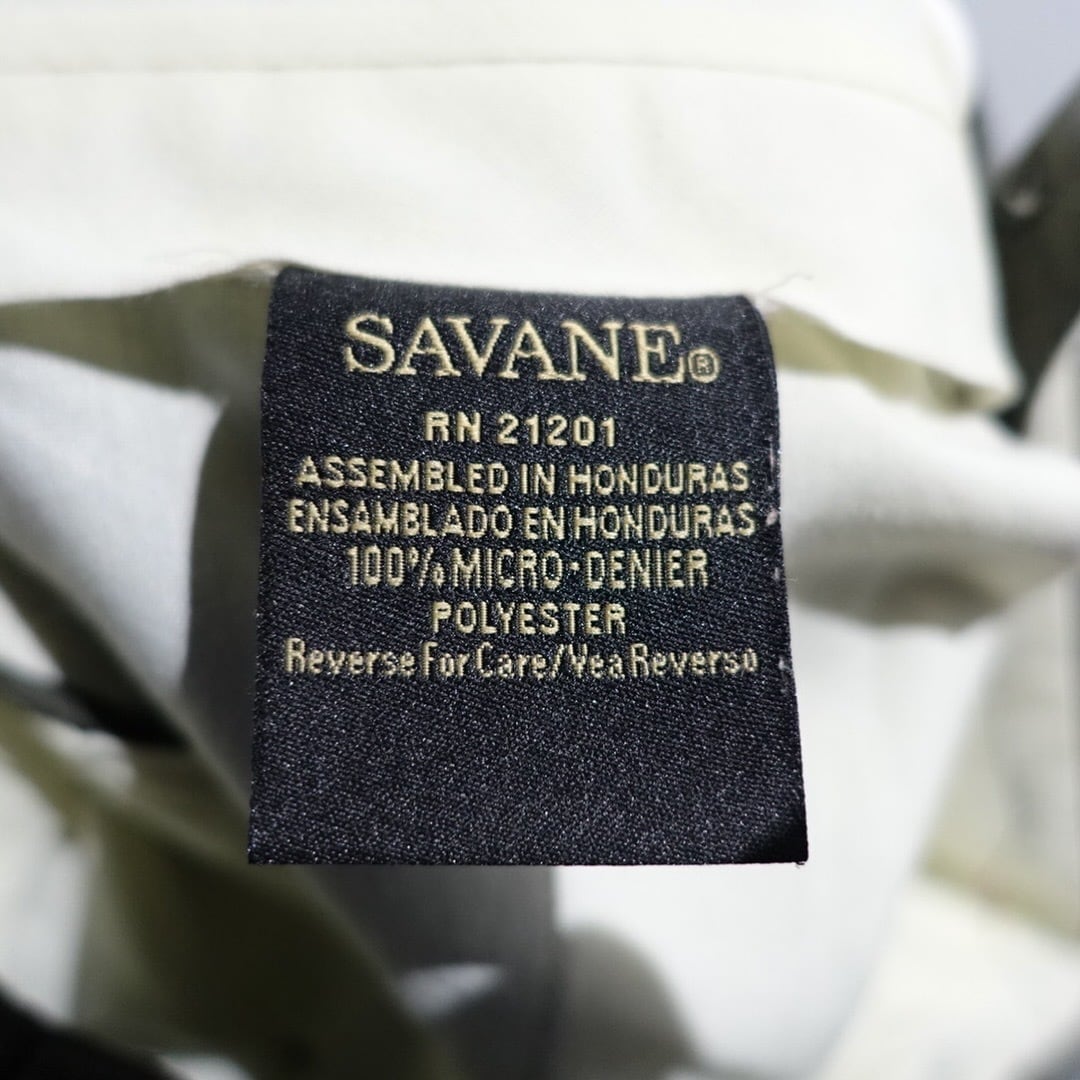 SAVANE®
RN 21201
ASSEMBLED IN HONDURAS
ENSAMBLADO EN HONDURAS
100% MICRO-DENIER
POLYESTER
Reverse For Care/Vea Reverso